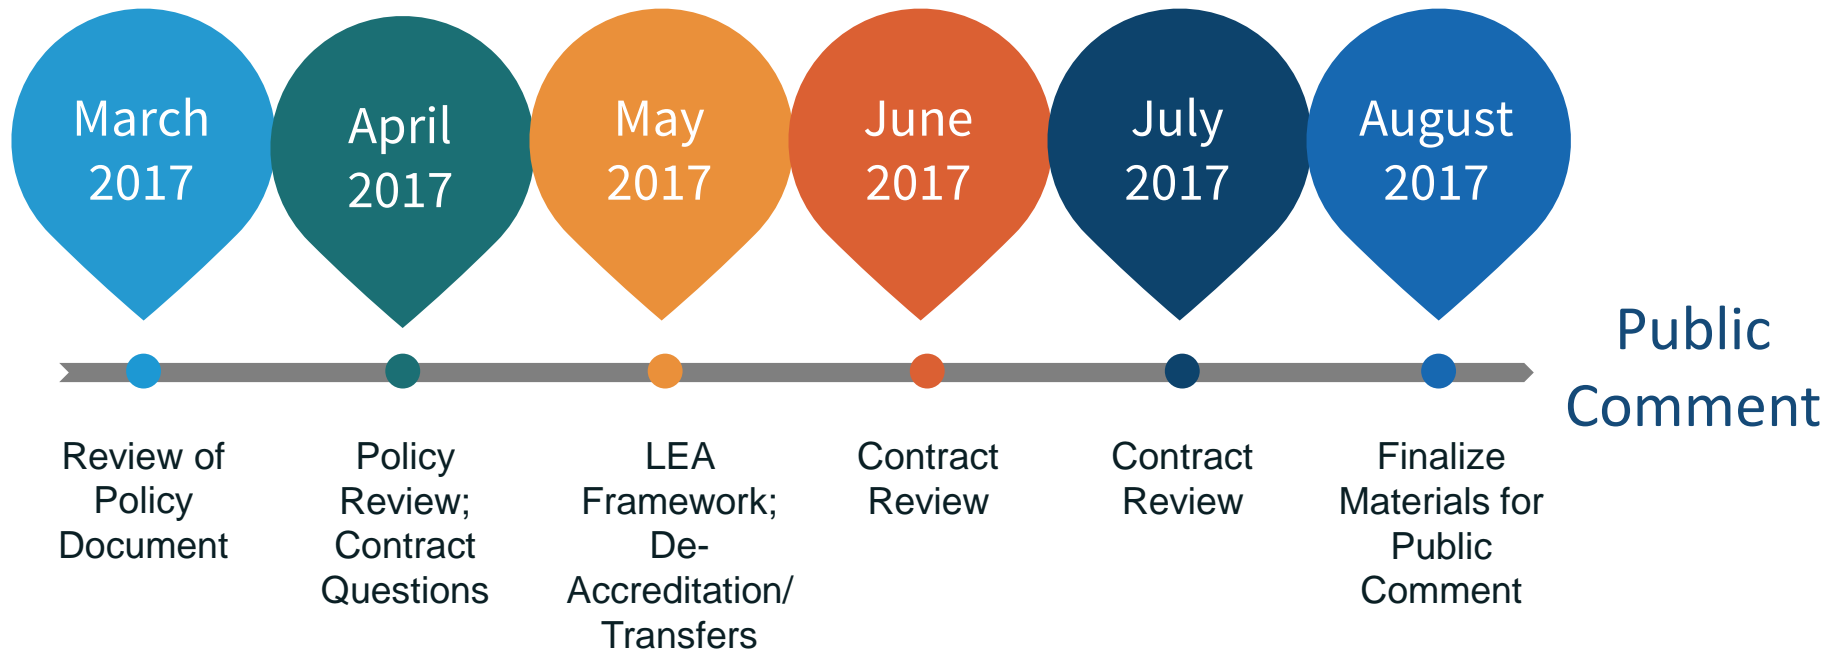 March
2017
April
2017
May
2017
June
2017
July
2017
August
2017
Public
Comment
Review of
Policy
Document
Policy
Review;
Contract
Questions
LEA
Framework;
De-
Accreditation/
Transfers
Contract
Review
Contract
Review
Finalize
Materials for
Public
Comment